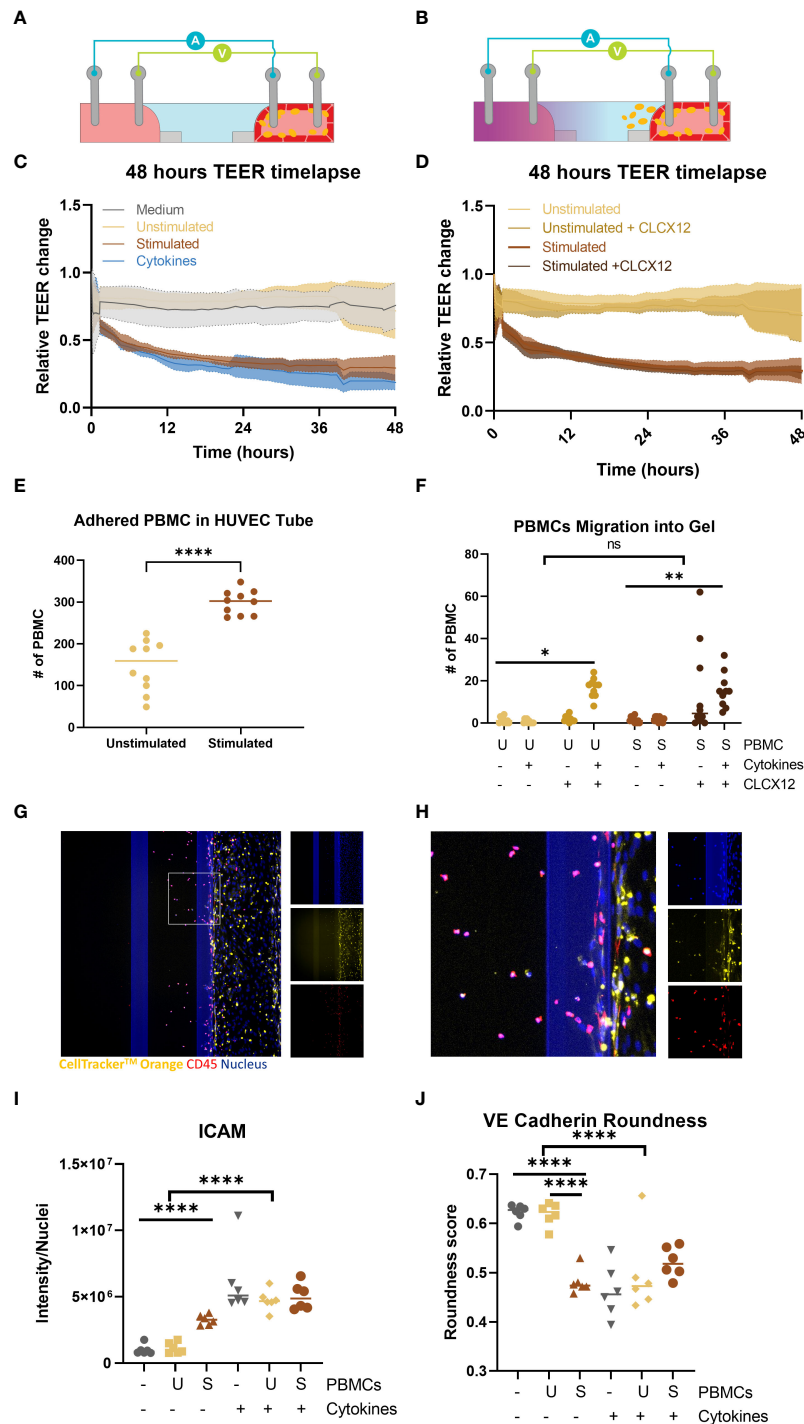 A
B
A
V
A
V
C
48 hours TEER timelapse
Relative TEER change
1.5
1.0
0.5
0.0
Medium
Unstimulated
Stimulated
Cytokines
0
12
24
36
48
Time (hours)
D
48 hours TEER timelapse
Relative TEER change
1.5
1.0
0.5
0.0
Unstimulated
Unstimulated + CLCX12
Stimulated
Stimulated +CLCX12
0
12
24
36
48
Time (hours)
E
Adhered PBMC in HUVEC Tube
****
# of PBMC
400
300
200
100
0
Unstimulated
Stimulated
F
PBMCs Migration into Gel
ns
**
*
# of PBMC
80
60
40
20
0
U U U U S S S S PBMC
- + - + - + - + Cytokines
- - + + - - + + CLCX12
G
H
CellTracker™ Orange CD45 Nucleus
I
ICAM
****
****
Intensity/Nuclei
1.5×10⁷
1×10⁷
5×10⁶
0
- U S - U S PBMCs
- - - + + + Cytokines
J
VE Cadherin Roundness
****
****
****
Roundness score
0.7
0.6
0.5
0.4
0.3
- U S - U S PBMCs
- - - + + + Cytokines